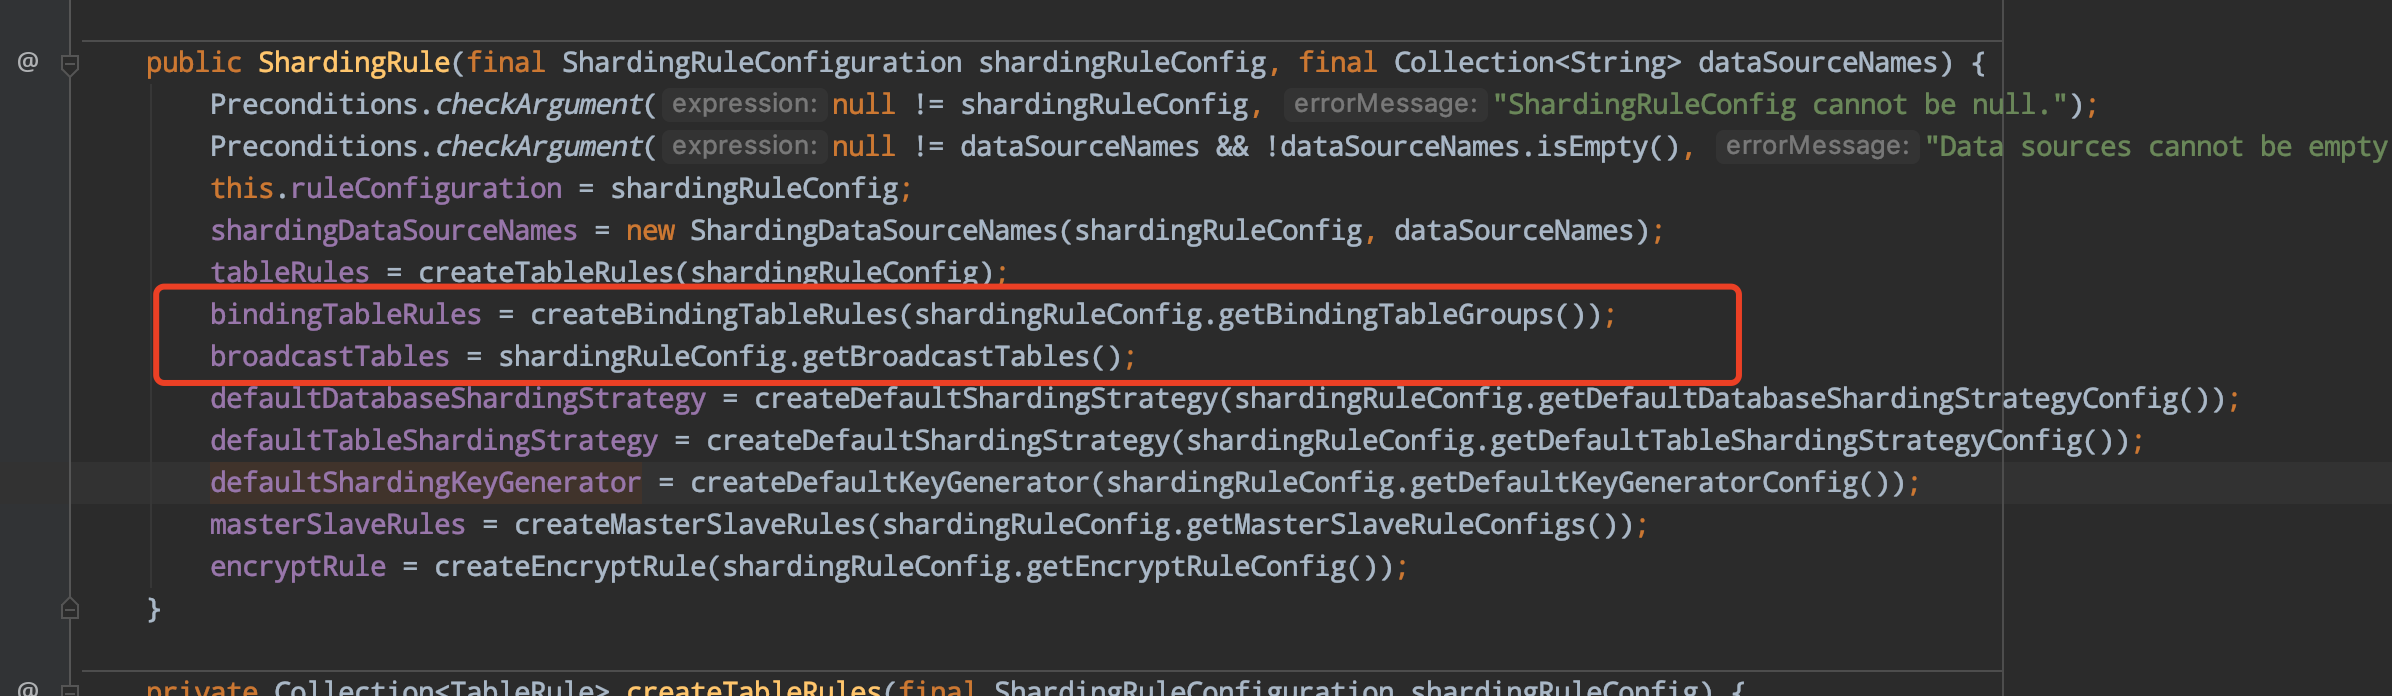 @ public ShardingRule(final ShardingRuleConfiguration shardingRuleConfig, final Collection<String> dataSourceNames) {
Preconditions.checkArgument( expression: null != shardingRuleConfig, errorMessage: "ShardingRuleConfig cannot be null.");
Preconditions.checkArgument( expression: null != dataSourceNames && !dataSourceNames.isEmpty(), errorMessage: "Data sources cannot be empty
this.ruleConfiguration = shardingRuleConfig;
shardingDataSourceNames = new ShardingDataSourceNames(shardingRuleConfig, dataSourceNames);
tableRules = createTableRules(shardingRuleConfig);
bindingTableRules = createBindingTableRules(shardingRuleConfig.getBindingTableGroups());
broadcastTables = shardingRuleConfig.getBroadcastTables();
defaultDatabaseShardingStrategy = createDefaultShardingStrategy(shardingRuleConfig.getDefaultDatabaseShardingStrategyConfig());
defaultTableShardingStrategy = createDefaultShardingStrategy(shardingRuleConfig.getDefaultTableShardingStrategyConfig());
defaultShardingKeyGenerator = createDefaultKeyGenerator(shardingRuleConfig.getDefaultKeyGeneratorConfig());
masterSlaveRules = createMasterSlaveRules(shardingRuleConfig.getMasterSlaveRuleConfigs());
encryptRule = createEncryptRule(shardingRuleConfig.getEncryptRuleConfig());
}
@ private Collection<TableRule> createTableRules(final ShardingRuleConfiguration shardingRuleConfig) {